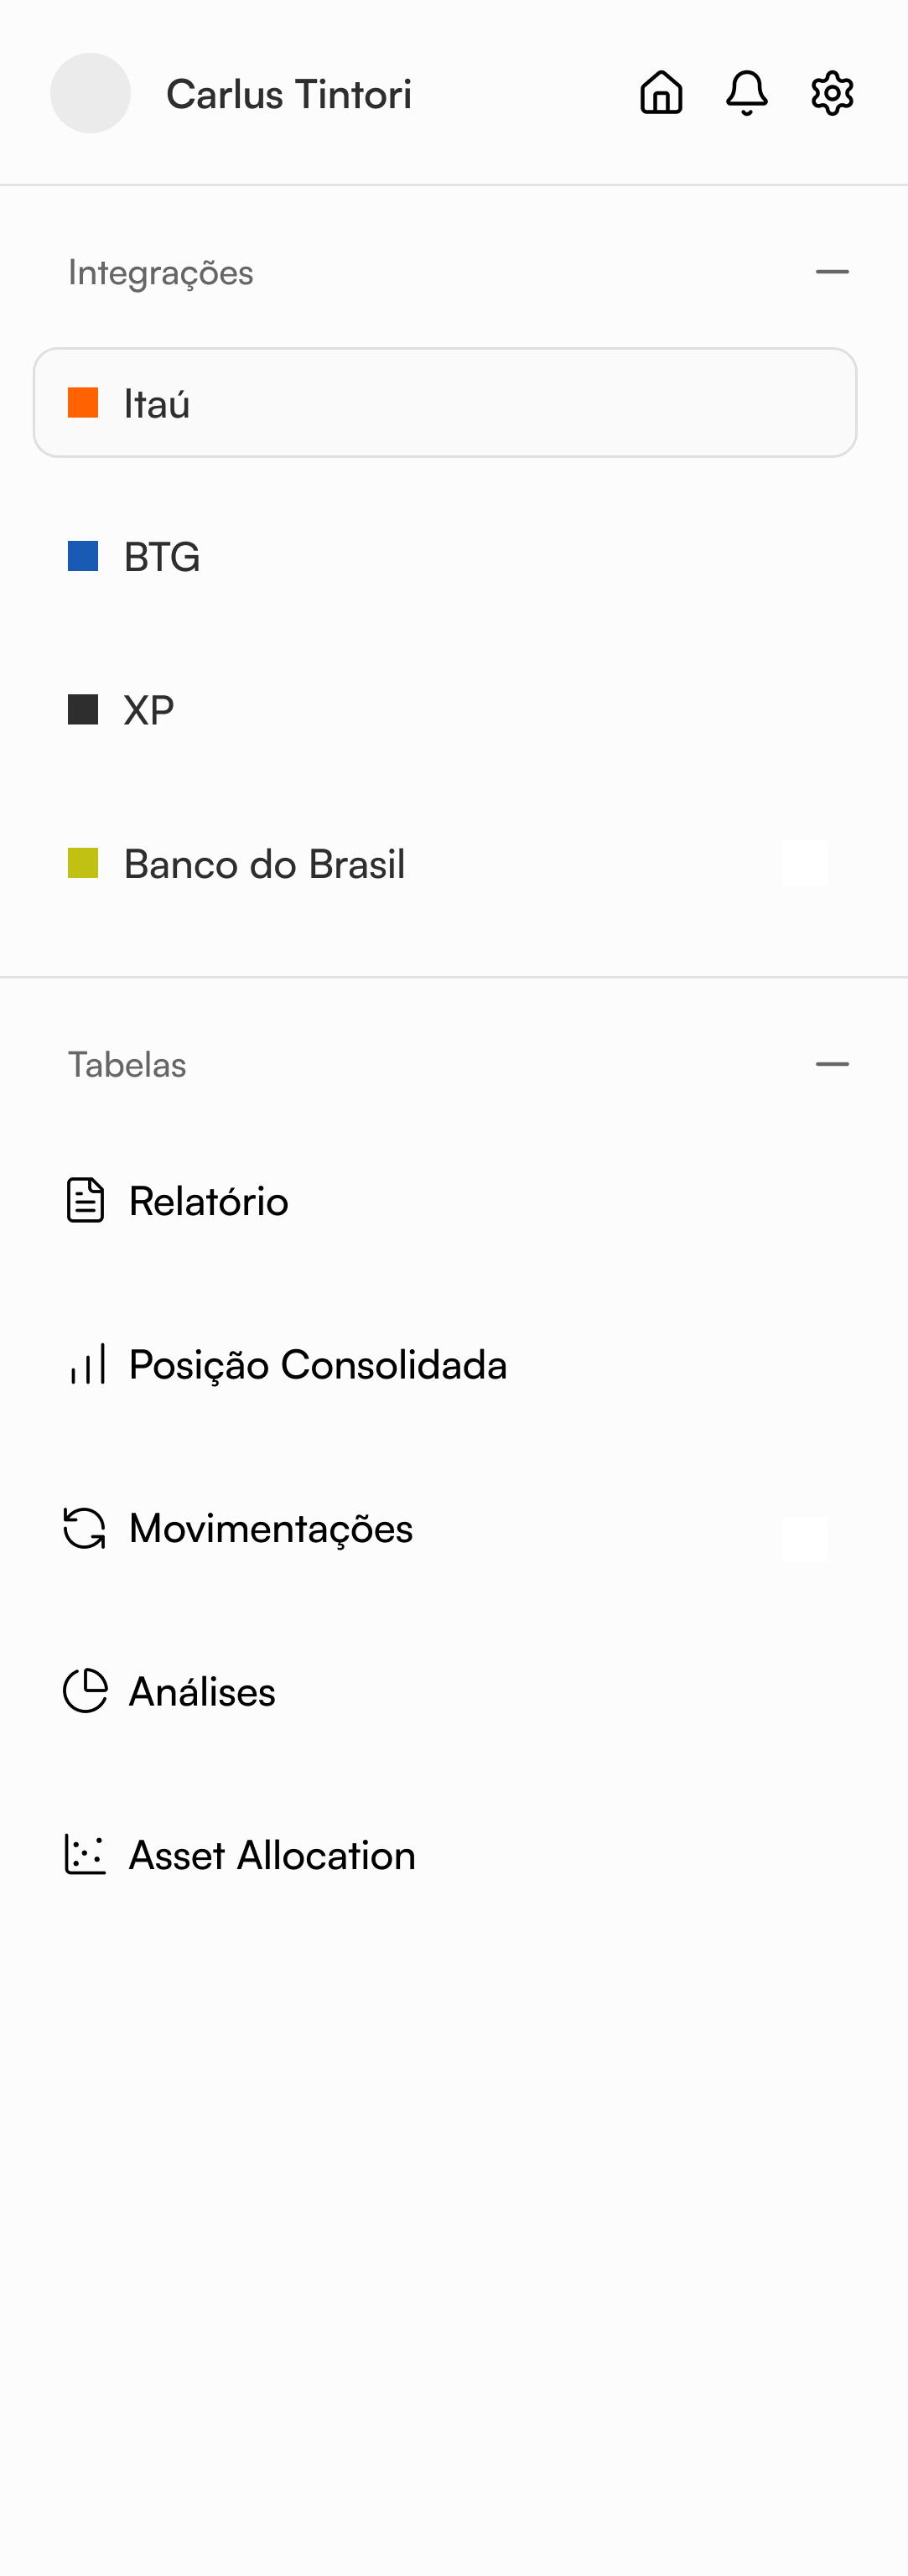 Carlus Tintori
Integrações
Itaú
BTG
XP
Banco do Brasil
Tabelas
Relatório
Posição Consolidada
Movimentações
Análises
Asset Allocation